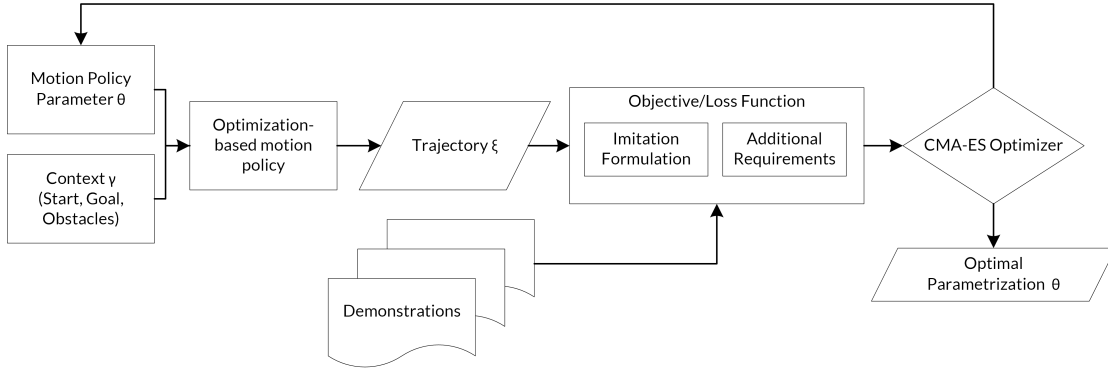 Motion Policy
Parameter θ
Context γ
(Start, Goal,
Obstacles)
Optimization-
based motion
policy
Trajectory ξ
Objective/Loss Function
Imitation
Formulation
Additional
Requirements
CMA-ES Optimizer
Optimal
Parametrization θ
Demonstrations